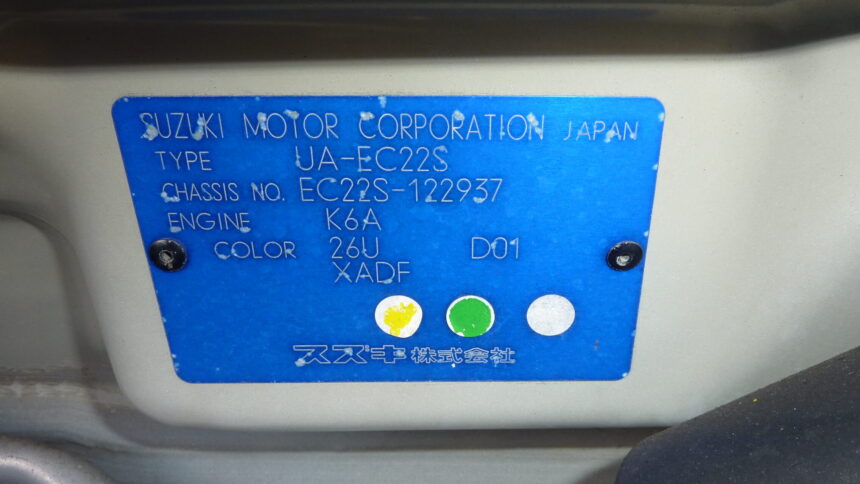 SUZUKI MOTOR CORPORATION JAPAN
TYPE UA-EC22S
CHASSIS NO. EC22S-122937
ENGINE K6A
COLOR 26U D01
XADF
スズキ株式会社